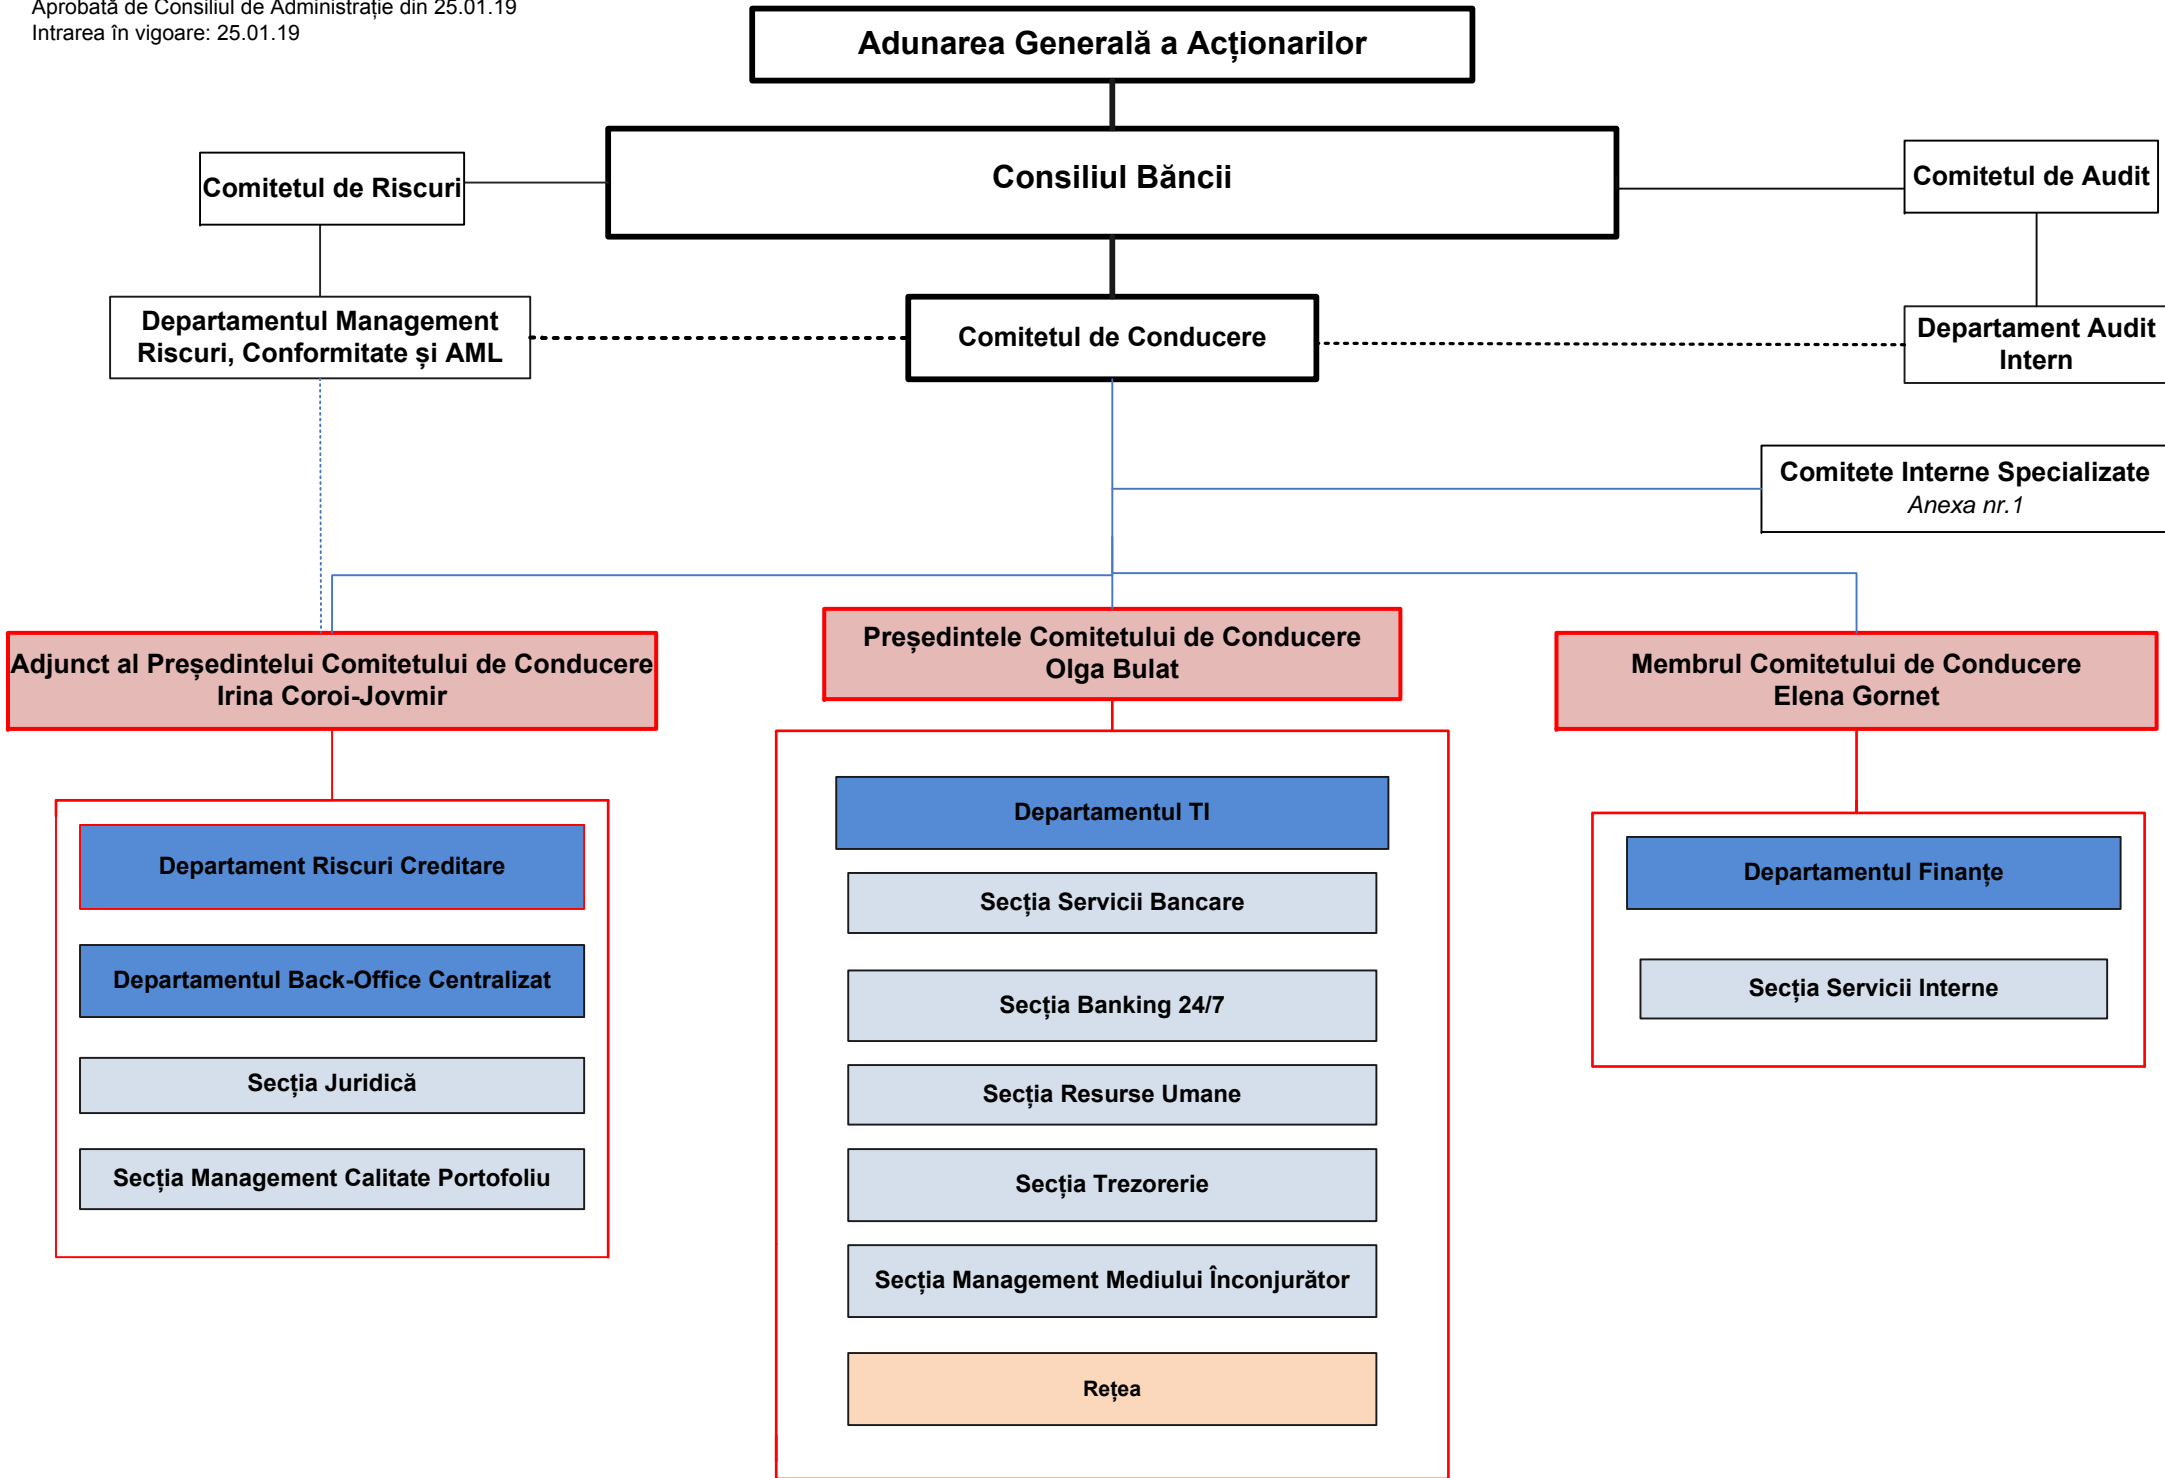 Aprobată de Consiliul de Administrație din 25.01.19
Intrarea în vigoare: 25.01.19
Adunarea Generală a Acționarilor
Consiliul Băncii
Comitetul de Riscuri
Comitetul de Audit
Departamentul Management
Riscuri, Conformitate și AML
Comitetul de Conducere
Departament Audit
Intern
Comitete Interne Specializate
Anexa nr.1
Adjunct al Președintelui Comitetului de Conducere
Irina Coroi-Jovmir
Președintele Comitetului de Conducere
Olga Bulat
Membrul Comitetului de Conducere
Elena Gornet
Departament Riscuri Creditare
Departamentul Back-Office Centralizat
Secția Juridică
Secția Management Calitate Portofoliu
Departamentul TI
Secția Servicii Bancare
Secția Banking 24/7
Secția Resurse Umane
Secția Trezorerie
Secția Management Mediului Înconjurător
Rețea
Departamentul Finanțe
Secția Servicii Interne